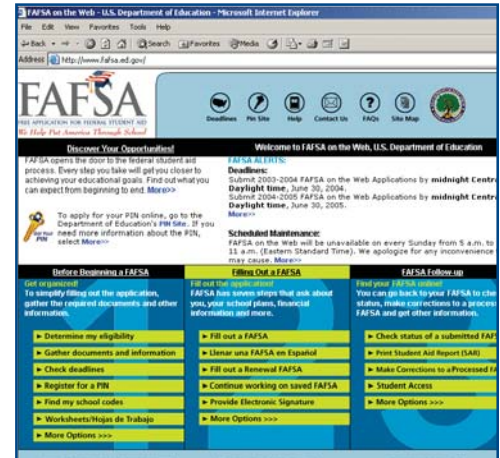 FAFSA on the Web - U.S. Department of Education - Microsoft Internet Explorer
File Edit View Favorites Tools Help
Back Search Favorites Media
Address http://www.fafsa.ed.gov/
FAFSA
FREE APPLICATION FOR FEDERAL STUDENT AID
We Help Put America Through School
Deadlines Pin Site Help Contact Us FAQs Site Map
Discover Your Opportunities!
FAFSA opens the door to the federal student aid
process. Every step you take will get you closer to
achieving your educational goals. Find out what you
can expect from beginning to end. More>>
To apply for your PIN online, go to the
Department of Education's PIN Site. If you
need more information about the PIN,
select More>>
PIN
Welcome to FAFSA on the Web, U.S. Department of Education
FAFSA ALERTS:
Deadlines:
Submit 2003-2004 FAFSA on the Web Applications by midnight Centr
Daylight time, June 30, 2004.
Submit 2004-2005 FAFSA on the Web Applications by midnight Centr
Daylight time, June 30, 2005.
More>>
Scheduled Maintenance:
FAFSA on the Web will be unavailable on every Sunday from 5 a.m. to
11 a.m. (Eastern Standard Time). We apologize for any inconvenience
may cause. More>>
Before Beginning a FAFSA
Get organized!
To simplify filling out the application,
gather the required documents and other
information.
Determine my eligibility
Gather documents and information
Check deadlines
Register for a PIN
Find my school codes
Worksheets/Hojas de Trabajo
More Options >>>
Filling Out a FAFSA
Fill out the application!
FAFSA has seven steps that ask about
you, your school plans, financial
information and more.
Fill out a FAFSA
Llenar una FAFSA en Español
Fill out a Renewal FAFSA
Continue working on saved FAFSA
Provide Electronic Signature
More Options >>>
FAFSA Follow-up
Find your FAFSA online!
You can go back to your FAFSA to che
status, make corrections to a process
FAFSA and get other information.
Check status of a submitted FAF
Print Student Aid Report (SAR)
Make Corrections to a Processed FA
Student Access
More Options >>>
1 2 3